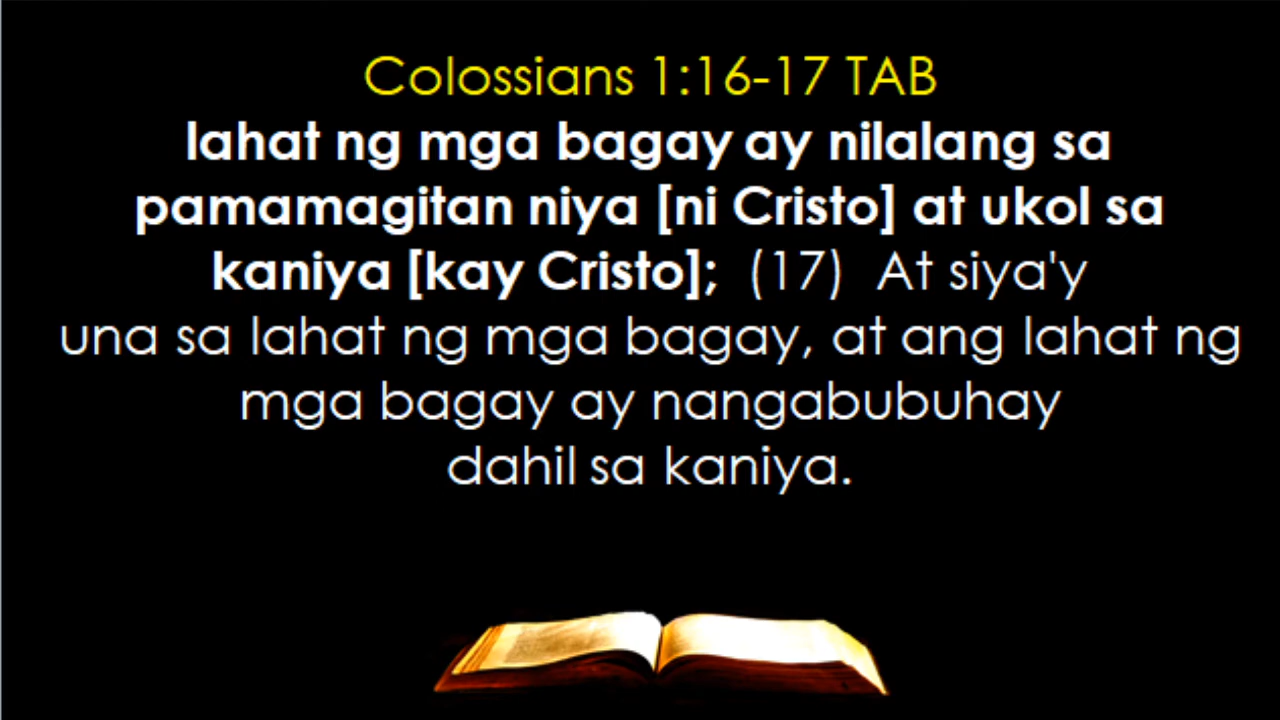 Colossians 1:16-17 TAB
lahat ng mga bagay ay nilalang sa
pamamagitan niya [ni Cristo] at ukol sa
kaniya [kay Cristo]; (17) At siya'y
una sa lahat ng mga bagay, at ang lahat ng
mga bagay ay nangabubuhay
dahil sa kaniya.